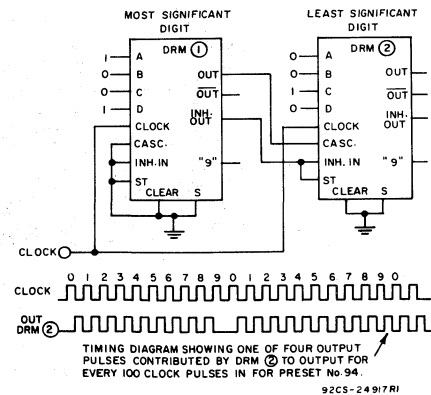 MOST SIGNIFICANT DIGIT
LEAST SIGNIFICANT DIGIT
DRM 1
1 A
0 B
0 C
1 D
CLOCK
CASC.
INH. IN
ST
CLEAR S
OUT
OUT
INH. OUT
"9"
DRM 2
0 A
0 B
1 C
0 D
CLOCK
CASC.
INH. IN
ST
CLEAR S
OUT
OUT
INH. OUT
"9"
CLOCK
0 1 2 3 4 5 6 7 8 9 0 1 2 3 4 5 6 7 8 9 0
CLOCK
OUT DRM 2
TIMING DIAGRAM SHOWING ONE OF FOUR OUTPUT
PULSES CONTRIBUTED BY DRM 2 TO OUTPUT FOR
EVERY 100 CLOCK PULSES IN FOR PRESET No. 94.
92CS-24917RI